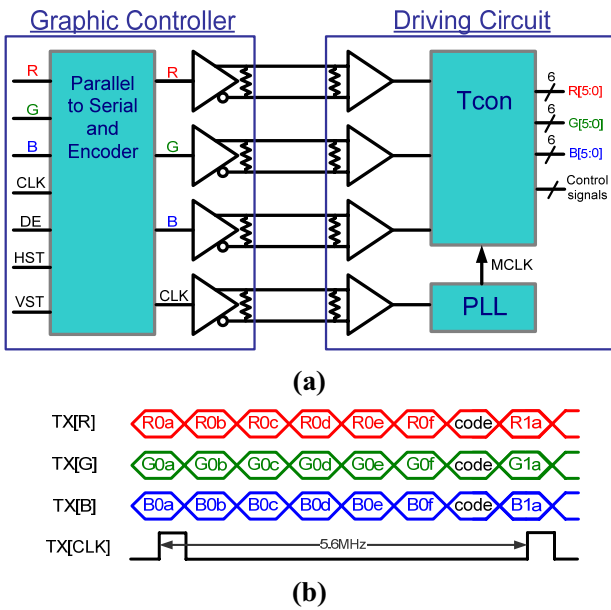 Graphic Controller
Driving Circuit
R
G
B
CLK
DE
HST
VST
Parallel
to Serial
and
Encoder
R
G
B
CLK
Tcon
MCLK
PLL
6
R[5:0]
6
G[5:0]
6
B[5:0]
Control
signals
(a)
TX[R] R0a R0b R0c R0d R0e R0f code R1a
TX[G] G0a G0b G0c G0d G0e G0f code G1a
TX[B] B0a B0b B0c B0d B0e B0f code B1a
TX[CLK] 5.6MHz
(b)